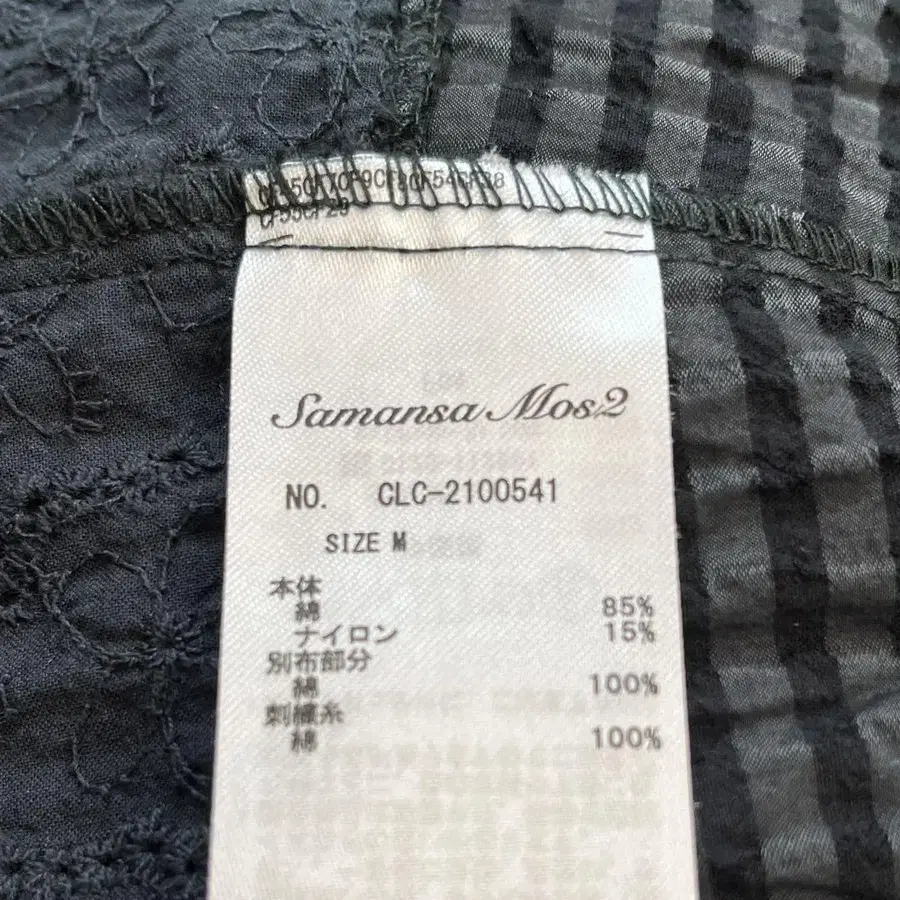 Samansa Mos2
NO. CLC-2100541
SIZE M
本体
綿 85%
ナイロン 15%
別布部分
綿 100%
刺繍糸
綿 100%